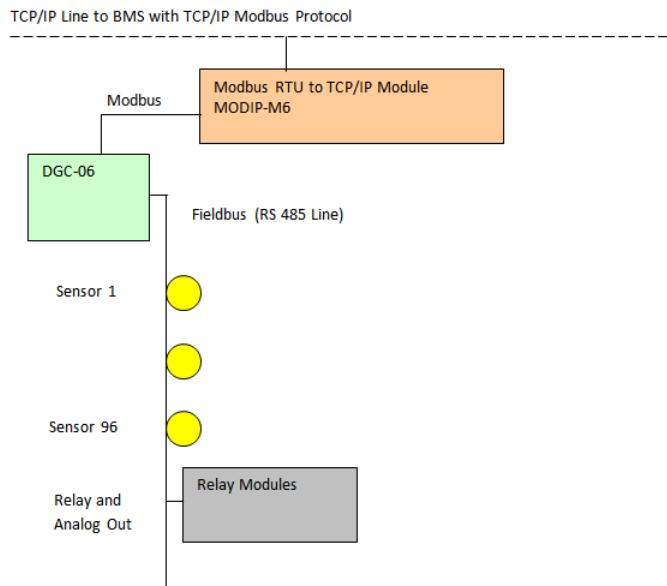 TCP/IP Line to BMS with TCP/IP Modbus Protocol
Modbus RTU to TCP/IP Module
MODIP-M6
Modbus
DGC-06
Fieldbus (RS 485 Line)
Sensor 1
Sensor 96
Relay Modules
Relay and
Analog Out